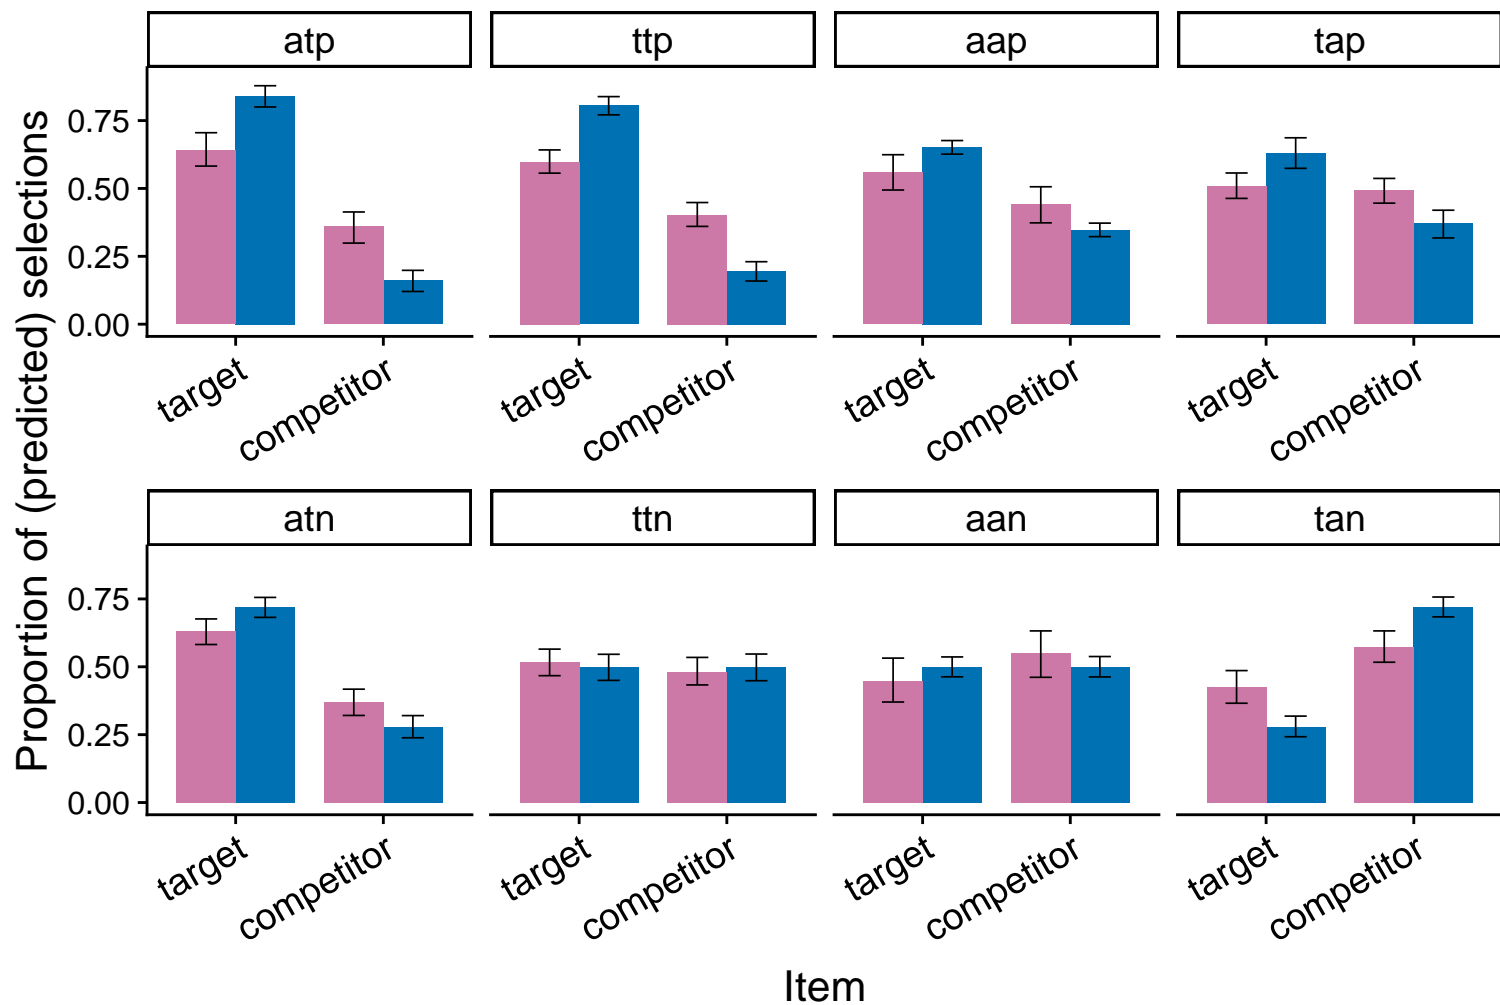 atp ttp aap tap
0.75
0.50
0.25
0.00
target competitor target competitor target competitor target competitor
atn ttn aan tan
0.75
0.50
0.25
0.00
target competitor target competitor target competitor target competitor
Item
Proportion of (predicted) selections